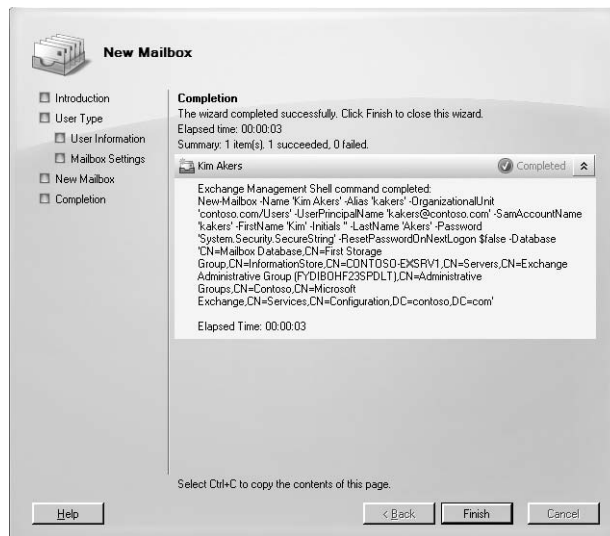 New Mailbox
Introduction
User Type
User Information
Mailbox Settings
New Mailbox
Completion
Completion
The wizard completed successfully. Click Finish to close this wizard.
Elapsed time: 00:00:03
Summary: 1 item(s). 1 succeeded, 0 failed.
Kim Akers
Completed
Exchange Management Shell command completed:
New-Mailbox -Name 'Kim Akers' -Alias 'kakers' -OrganizationalUnit
'contoso.com/Users' -UserPrincipalName 'kakers@contoso.com' -SamAccountName
'kakers' -FirstName 'Kim' -Initials '' -LastName 'Akers' -Password
'System.Security.SecureString' -ResetPasswordOnNextLogon $false -Database
'CN=Mailbox Database,CN=First Storage
Group,CN=InformationStore,CN=CONTOSO-EXSRV1,CN=Servers,CN=Exchange
Administrative Group (FYDIBOHF23SPDLT),CN=Administrative
Groups,CN=Contoso,CN=Microsoft
Exchange,CN=Services,CN=Configuration,DC=contoso,DC=com'
Elapsed Time: 00:00:03
Select Ctrl+C to copy the contents of this page.
Help
< Back
Finish
Cancel